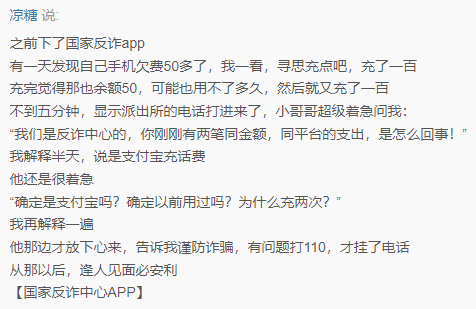 凉糖 说:
之前下了国家反诈app
有一天发现自己手机欠费50多了，我一看，寻思充点吧，充了一百
充完觉得那也余额50，可能也用不了多久，然后就又充了一百
不到五分钟，显示派出所的电话打进来了，小哥哥超级着急问我：
“我们是反诈中心的，你刚刚有两笔同金额，同平台的支出，是怎么回事！”
我解释半天，说是支付宝充话费
他还是很着急
“确定是支付宝吗？确定以前用过吗？为什么充两次？”
我再解释一遍
他那边才放下心来，告诉我谨防诈骗，有问题打110，才挂了电话
从那以后，逢人见面必安利
【国家反诈中心APP】